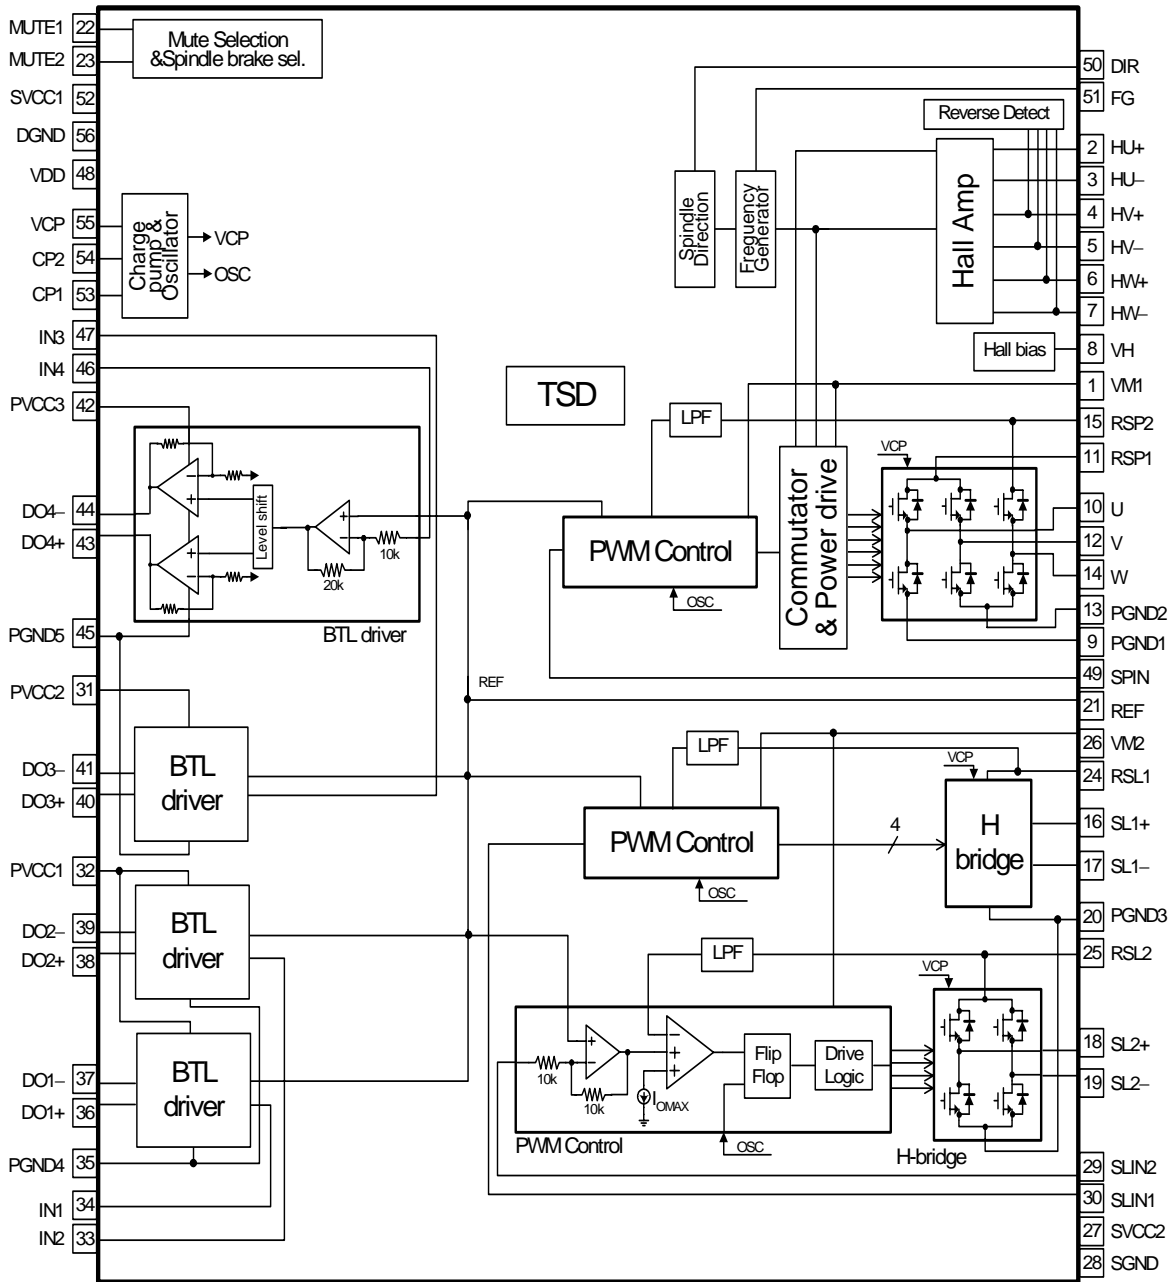 MUTE1 22
MUTE2 23
SVCC1 52
DGND 56
VDD 48
VCP 55
CP2 54
CP1 53
IN3 47
IN4 46
PVCC3 42
DO4– 44
DO4+ 43
PGND5 45
PVCC2 31
DO3– 41
DO3+ 40
PVCC1 32
DO2– 39
DO2+ 38
DO1– 37
DO1+ 36
PGND4 35
IN1 34
IN2 33
Mute Selection
&Spindle brake sel.
Charge
pump &
Oscillator
VCP
OSC
Level shift
10k
20k
BTL driver
BTL
driver
BTL
driver
BTL
driver
TSD
REF
Spindle
Direction
Freguency
Generator
Reverse Detect
Hall Amp
Hall bias
LPF
PWM Control
OSC
Commutator
& Power drive
VCP
LPF
PWM Control
OSC
4
VCP
H
bridge
LPF
VCP
10k
10k
IOMAX
Flip
Flop
Drive
Logic
PWM Control
OSC
H-bridge
50 DIR
51 FG
2 HU+
3 HU–
4 HV+
5 HV–
6 HW+
7 HW–
8 VH
1 VM1
15 RSP2
11 RSP1
10 U
12 V
14 W
13 PGND2
9 PGND1
49 SPIN
21 REF
26 VM2
24 RSL1
16 SL1+
17 SL1–
20 PGND3
25 RSL2
18 SL2+
19 SL2–
29 SLIN2
30 SLIN1
27 SVCC2
28 SGND